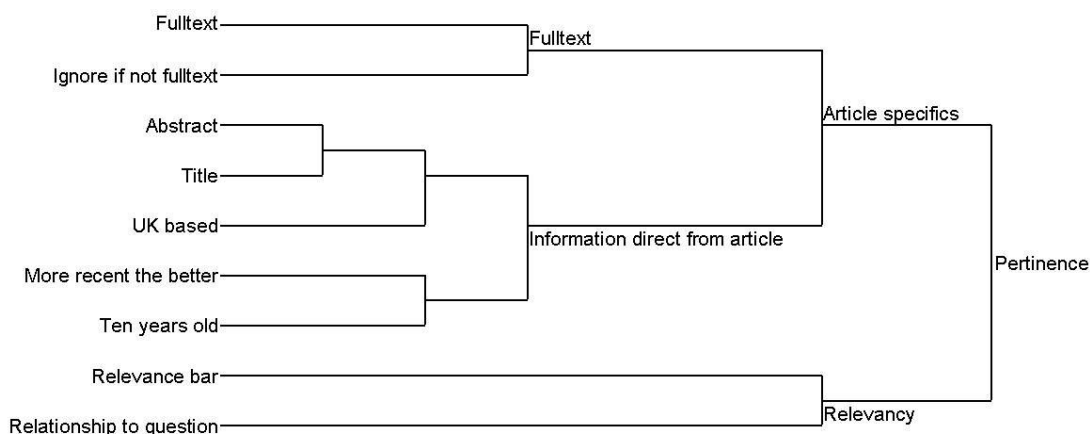 Fulltext
Fulltext
Ignore if not fulltext
Abstract
Article specifics
Title
UK based
Information direct from article
More recent the better
Pertinence
Ten years old
Relevance bar
Relevancy
Relationship to question